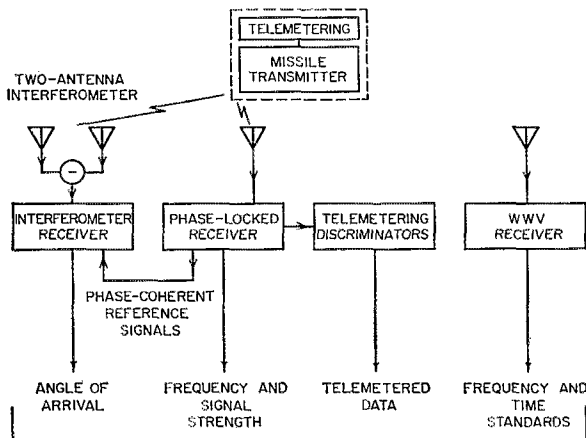 TELEMETERING
MISSILE
TRANSMITTER
TWO-ANTENNA
INTERFEROMETER
INTERFEROMETER
RECEIVER
PHASE-LOCKED
RECEIVER
TELEMETERING
DISCRIMINATORS
WWV
RECEIVER
PHASE-COHERENT
REFERENCE
SIGNALS
ANGLE OF
ARRIVAL
FREQUENCY AND
SIGNAL
STRENGTH
TELEMETERED
DATA
FREQUENCY AND
TIME
STANDARDS